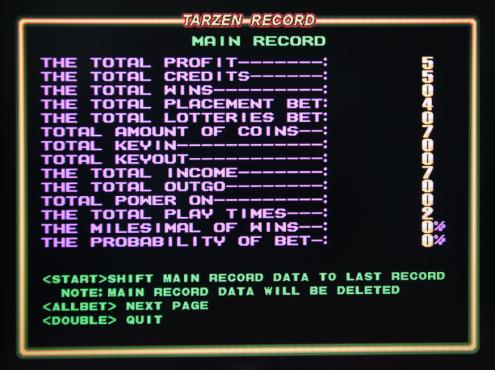 TARZEN RECORD
MAIN RECORD
THE TOTAL PROFIT-------: 5
THE TOTAL CREDITS------: 5
THE TOTAL WINS---------: 0
THE TOTAL PLACEMENT BET: 4
THE TOTAL LOTTERIES BET: 0
TOTAL AMOUNT OF COINS--: 7
TOTAL KEYIN------------: 0
TOTAL KEYOUT-----------: 0
THE TOTAL INCOME-------: 7
THE TOTAL OUTGO--------: 0
TOTAL POWER ON---------: 0
THE TOTAL PLAY TIMES---: 2
THE MILESIMAL OF WINS--: 0%
THE PROBABILITY OF BET-: 0%
<START>SHIFT MAIN RECORD DATA TO LAST RECORD
NOTE:MAIN RECORD DATA WILL BE DELETED
<ALLBET> NEXT PAGE
<DOUBLE> QUIT